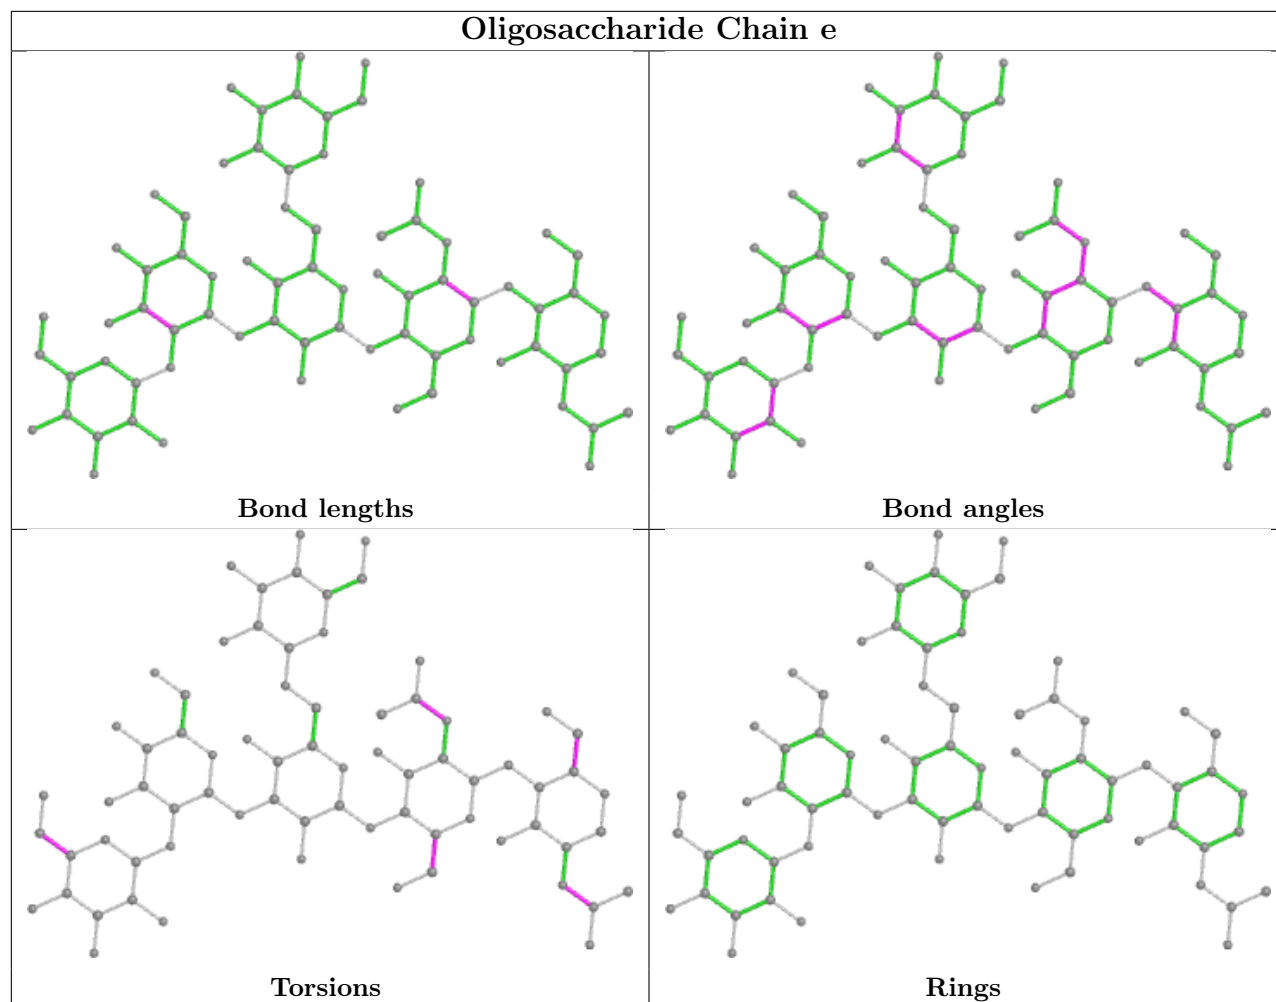 Oligosaccharide Chain e
Bond lengths
Bond angles
Torsions
Rings